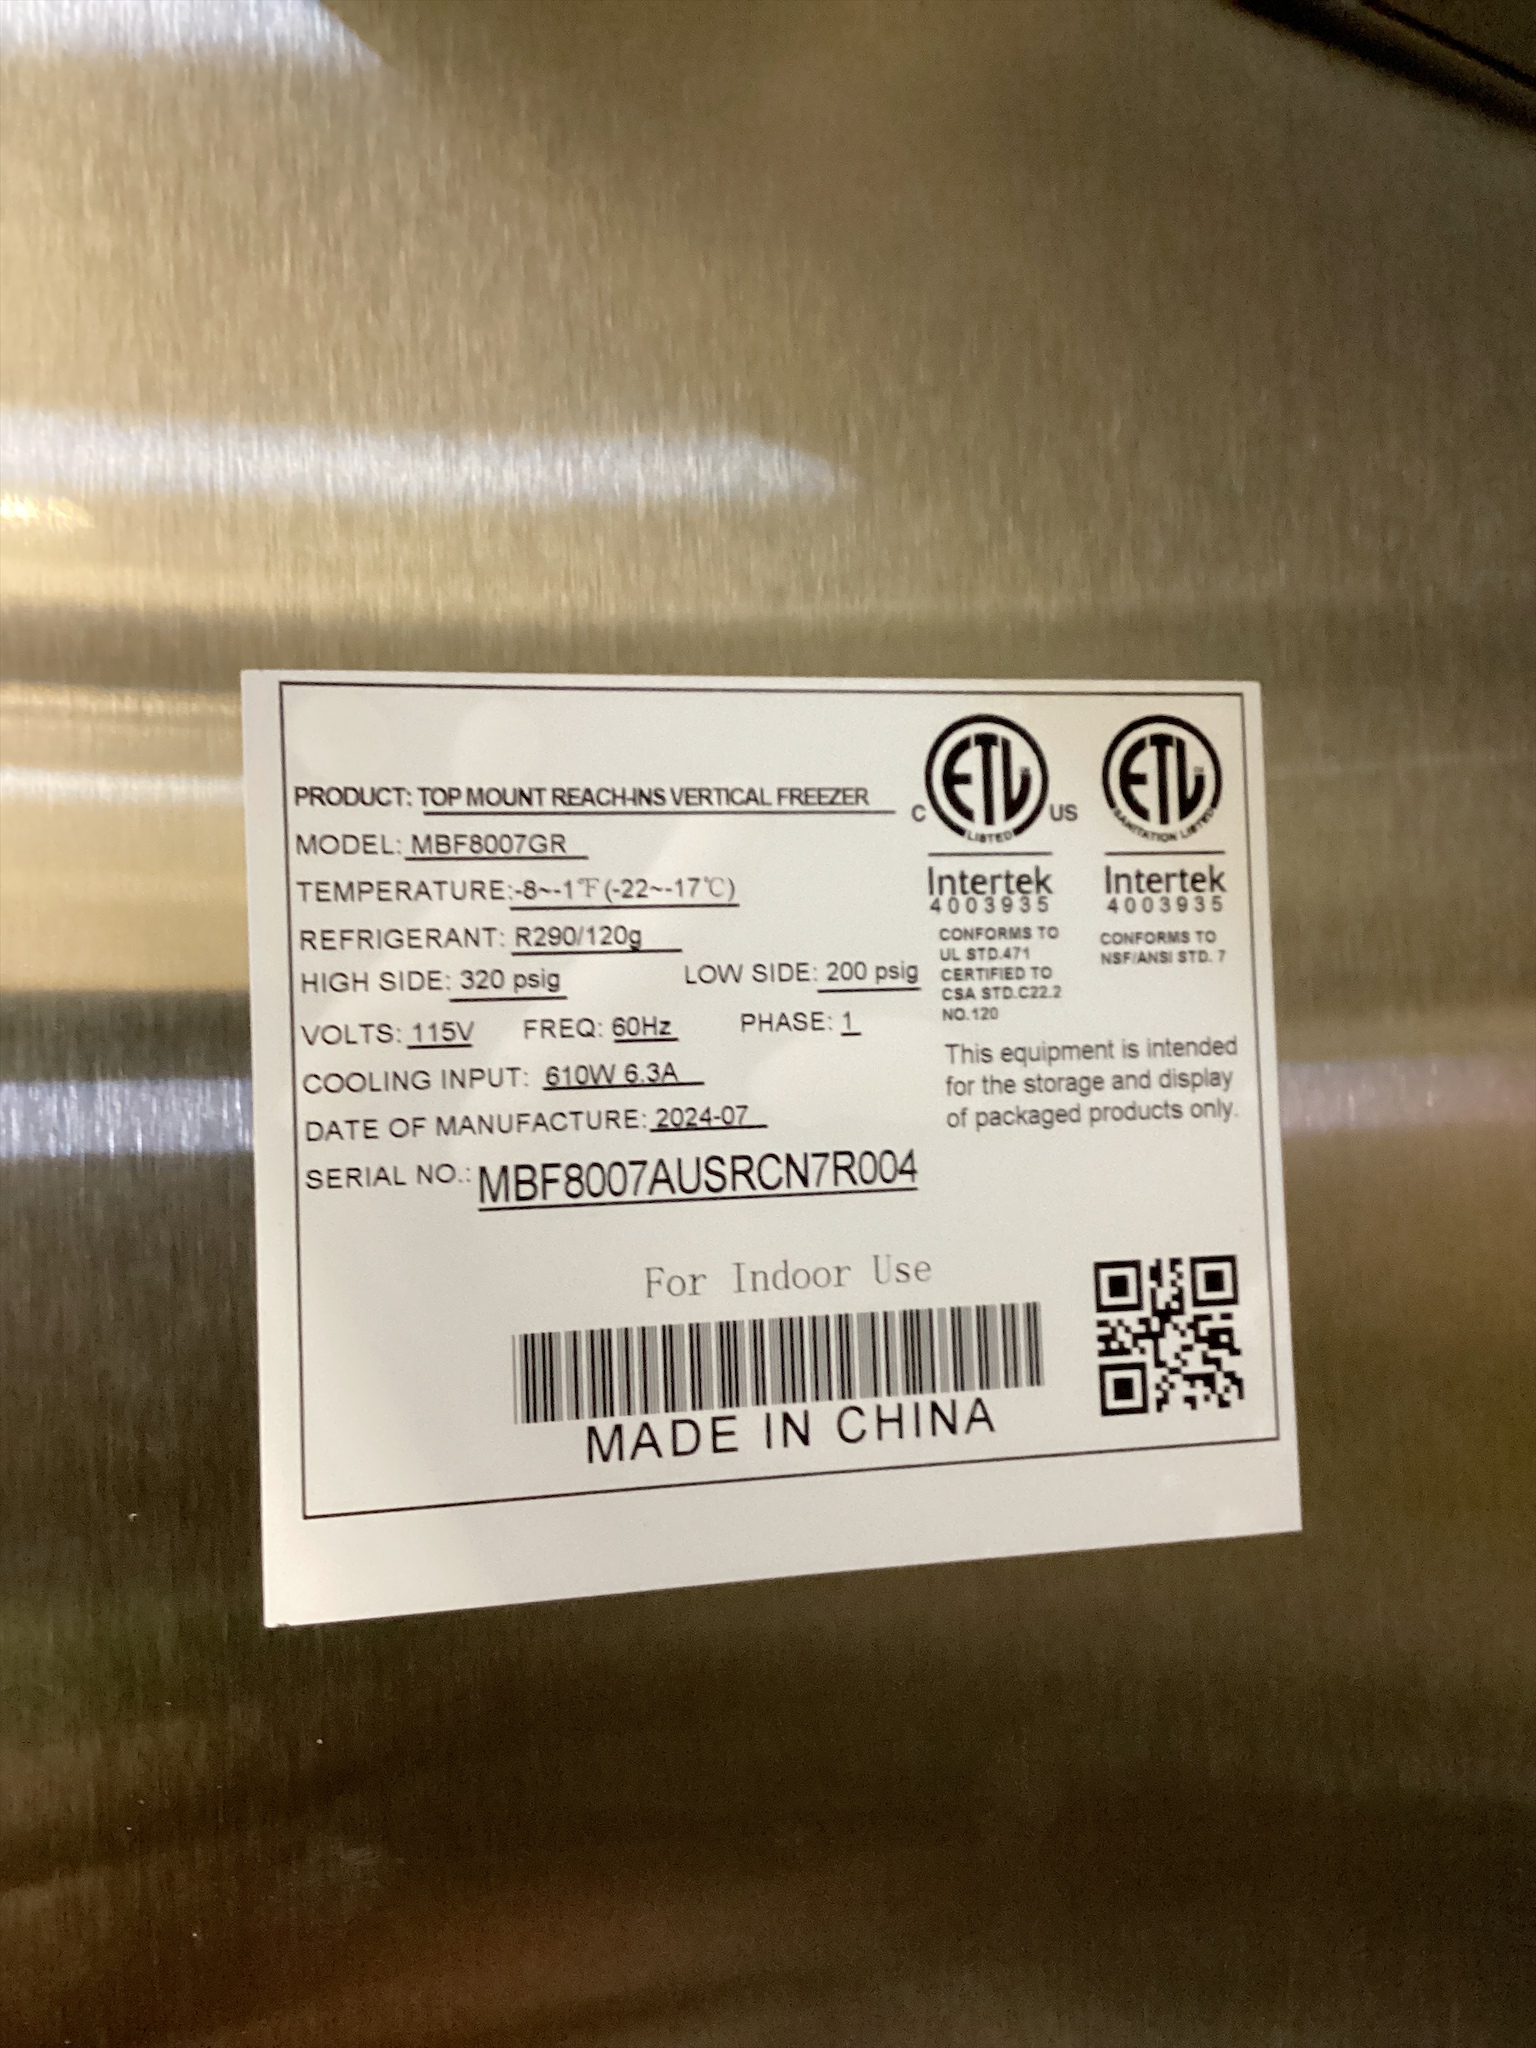 PRODUCT: TOP MOUNT REACH-INS VERTICAL FREEZER
MODEL: MBF8007GR
TEMPERATURE:-8~-1℉(-22~-17℃)
REFRIGERANT: R290/120g
HIGH SIDE: 320 psig LOW SIDE: 200 psig
VOLTS: 115V FREQ: 60Hz PHASE: 1
COOLING INPUT: 610W 6.3A
DATE OF MANUFACTURE: 2024-07
SERIAL NO.: MBF8007AUSRCN7R004
C ETL US
LISTED
Intertek
4003935
CONFORMS TO
UL STD.471
CERTIFIED TO
CSA STD.C22.2
NO.120
ETL
SANITATION LISTED
Intertek
4003935
CONFORMS TO
NSF/ANSI STD. 7
This equipment is intended
for the storage and display
of packaged products only.
For Indoor Use
MADE IN CHINA